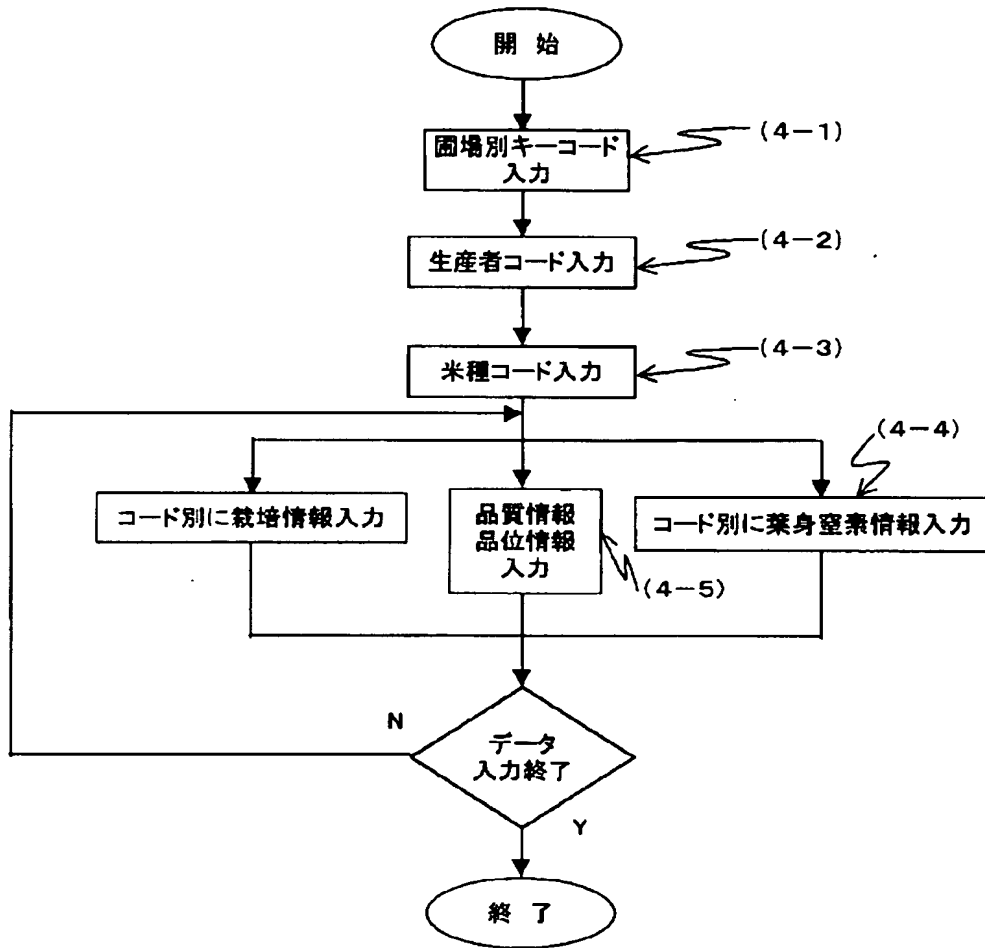 開始
圃場別キーコード
入力
(4-1)
生産者コード入力
(4-2)
米種コード入力
(4-3)
(4-4)
コード別に栽培情報入力
品質情報
品位情報
入力
コード別に葉身窒素情報入力
(4-5)
N
データ
入力終了
Y
終了